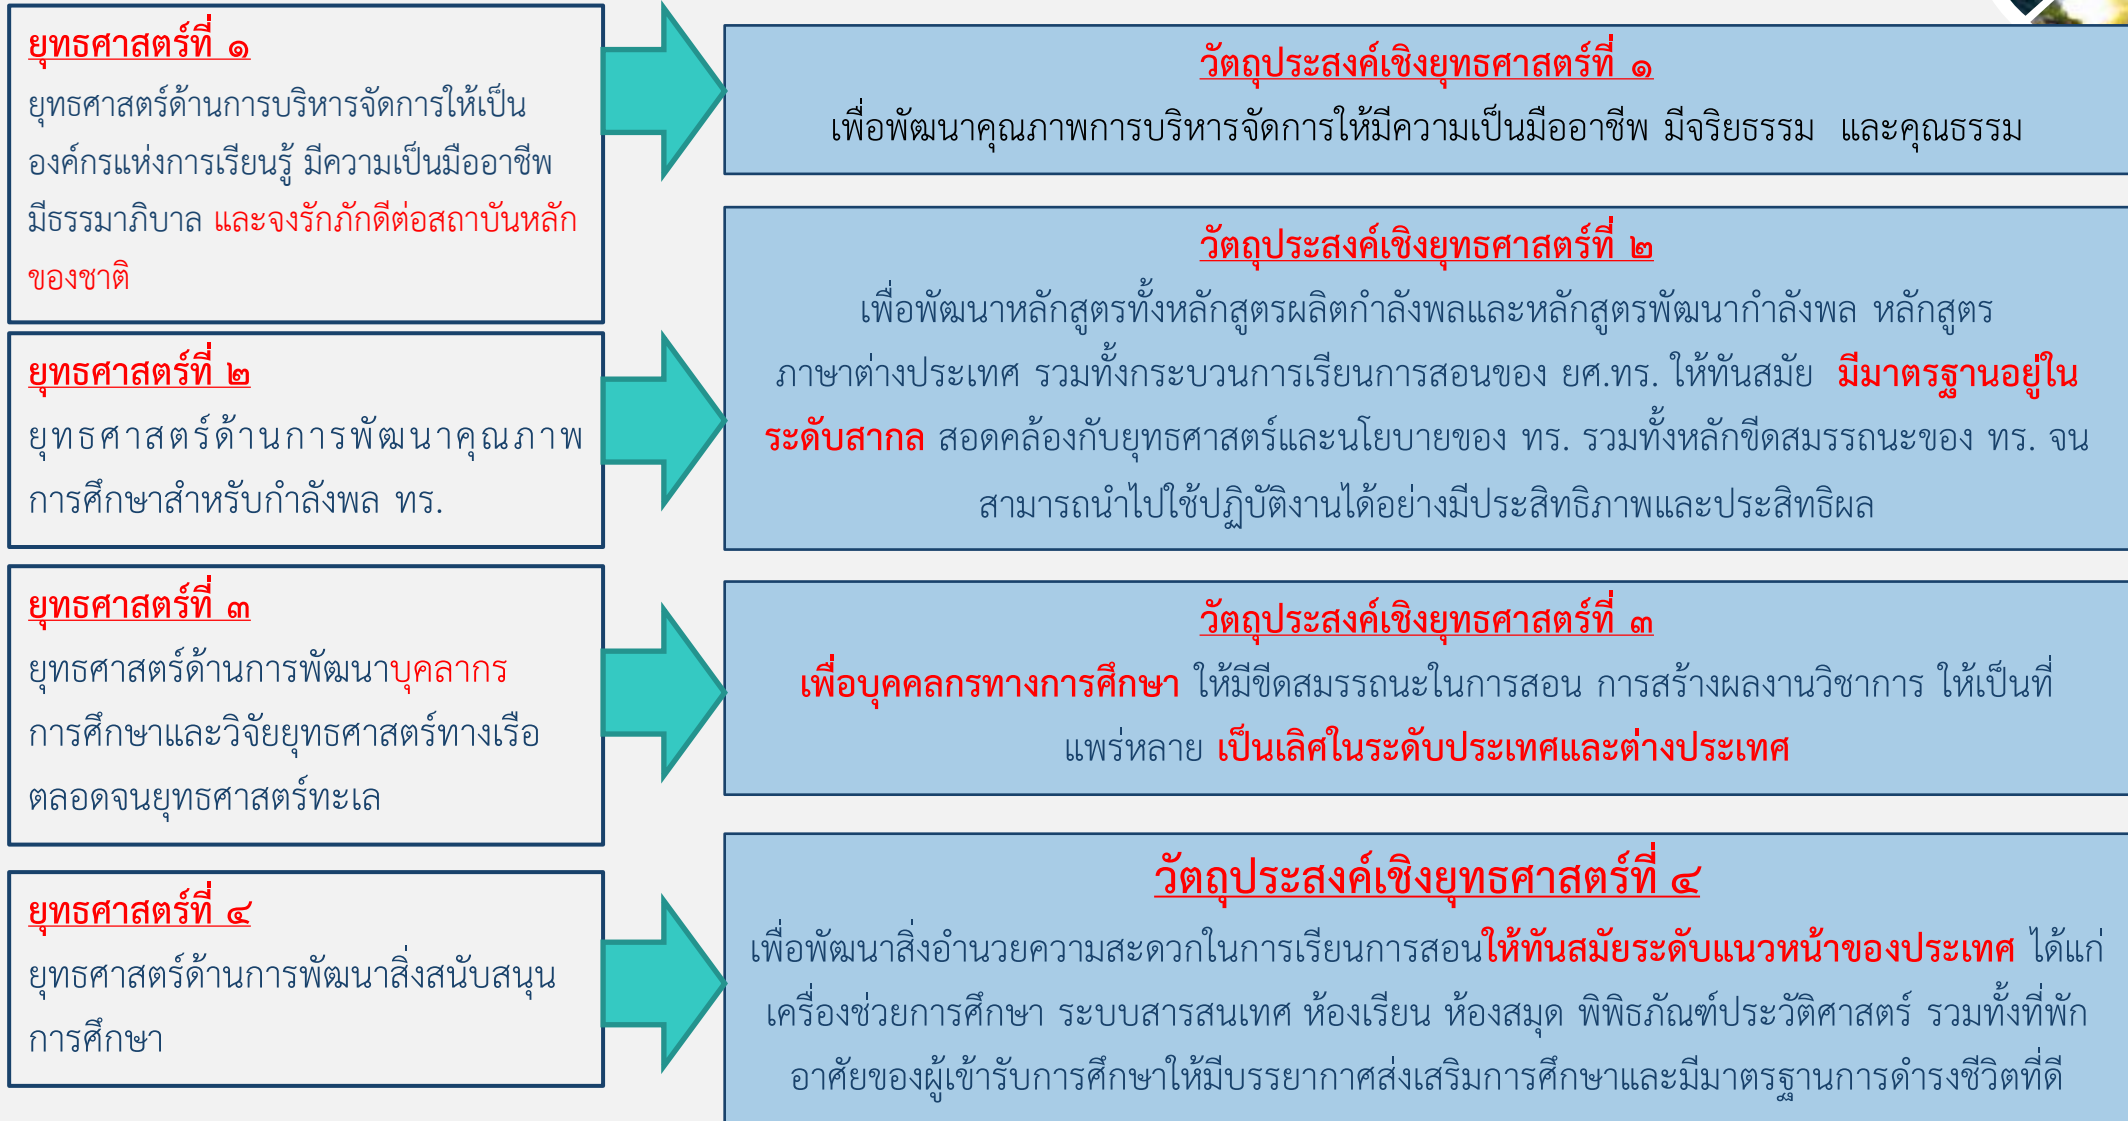 ยุทธศาสตร์ที่ ๑
ยุทธศาสตร์ด้านการบริหารจัดการให้เป็น
องค์กรแห่งการเรียนรู้ มีความเป็นมืออาชีพ
มีธรรมาภิบาล และจงรักภักดีต่อสถาบันหลัก
ของชาติ
วัตถุประสงค์เชิงยุทธศาสตร์ที่ ๑
เพื่อพัฒนาคุณภาพการบริหารจัดการให้มีความเป็นมืออาชีพ มีจริยธรรม และคุณธรรม
ยุทธศาสตร์ที่ ๒
ยุทธศาสตร์ด้านการพัฒนาคุณภาพ
การศึกษาสำหรับกำลังพล ทร.
วัตถุประสงค์เชิงยุทธศาสตร์ที่ ๒
เพื่อพัฒนาหลักสูตรทั้งหลักสูตรผลิตกำลังพลและหลักสูตรพัฒนากำลังพล หลักสูตร
ภาษาต่างประเทศ รวมทั้งกระบวนการเรียนการสอนของ ยศ.ทร. ให้ทันสมัย มีมาตรฐานอยู่ใน
ระดับสากล สอดคล้องกับยุทธศาสตร์และนโยบายของ ทร. รวมทั้งหลักขีดสมรรถนะของ ทร. จน
สามารถนำไปใช้ปฏิบัติงานได้อย่างมีประสิทธิภาพและประสิทธิผล
ยุทธศาสตร์ที่ ๓
ยุทธศาสตร์ด้านการพัฒนาบุคลากร
การศึกษาและวิจัยยุทธศาสตร์ทางเรือ
ตลอดจนยุทธศาสตร์ทะเล
วัตถุประสงค์เชิงยุทธศาสตร์ที่ ๓
เพื่อบุคคลกรทางการศึกษา ให้มีขีดสมรรถนะในการสอน การสร้างผลงานวิชาการ ให้เป็นที่
แพร่หลาย เป็นเลิศในระดับประเทศและต่างประเทศ
ยุทธศาสตร์ที่ ๔
ยุทธศาสตร์ด้านการพัฒนาสิ่งสนับสนุน
การศึกษา
วัตถุประสงค์เชิงยุทธศาสตร์ที่ ๔
เพื่อพัฒนาสิ่งอำนวยความสะดวกในการเรียนการสอนให้ทันสมัยระดับแนวหน้าของประเทศ ได้แก่
เครื่องช่วยการศึกษา ระบบสารสนเทศ ห้องเรียน ห้องสมุด พิพิธภัณฑ์ประวัติศาสตร์ รวมทั้งที่พัก
อาศัยของผู้เข้ารับการศึกษาให้มีบรรยากาศส่งเสริมการศึกษาและมีมาตรฐานการดำรงชีวิตที่ดี